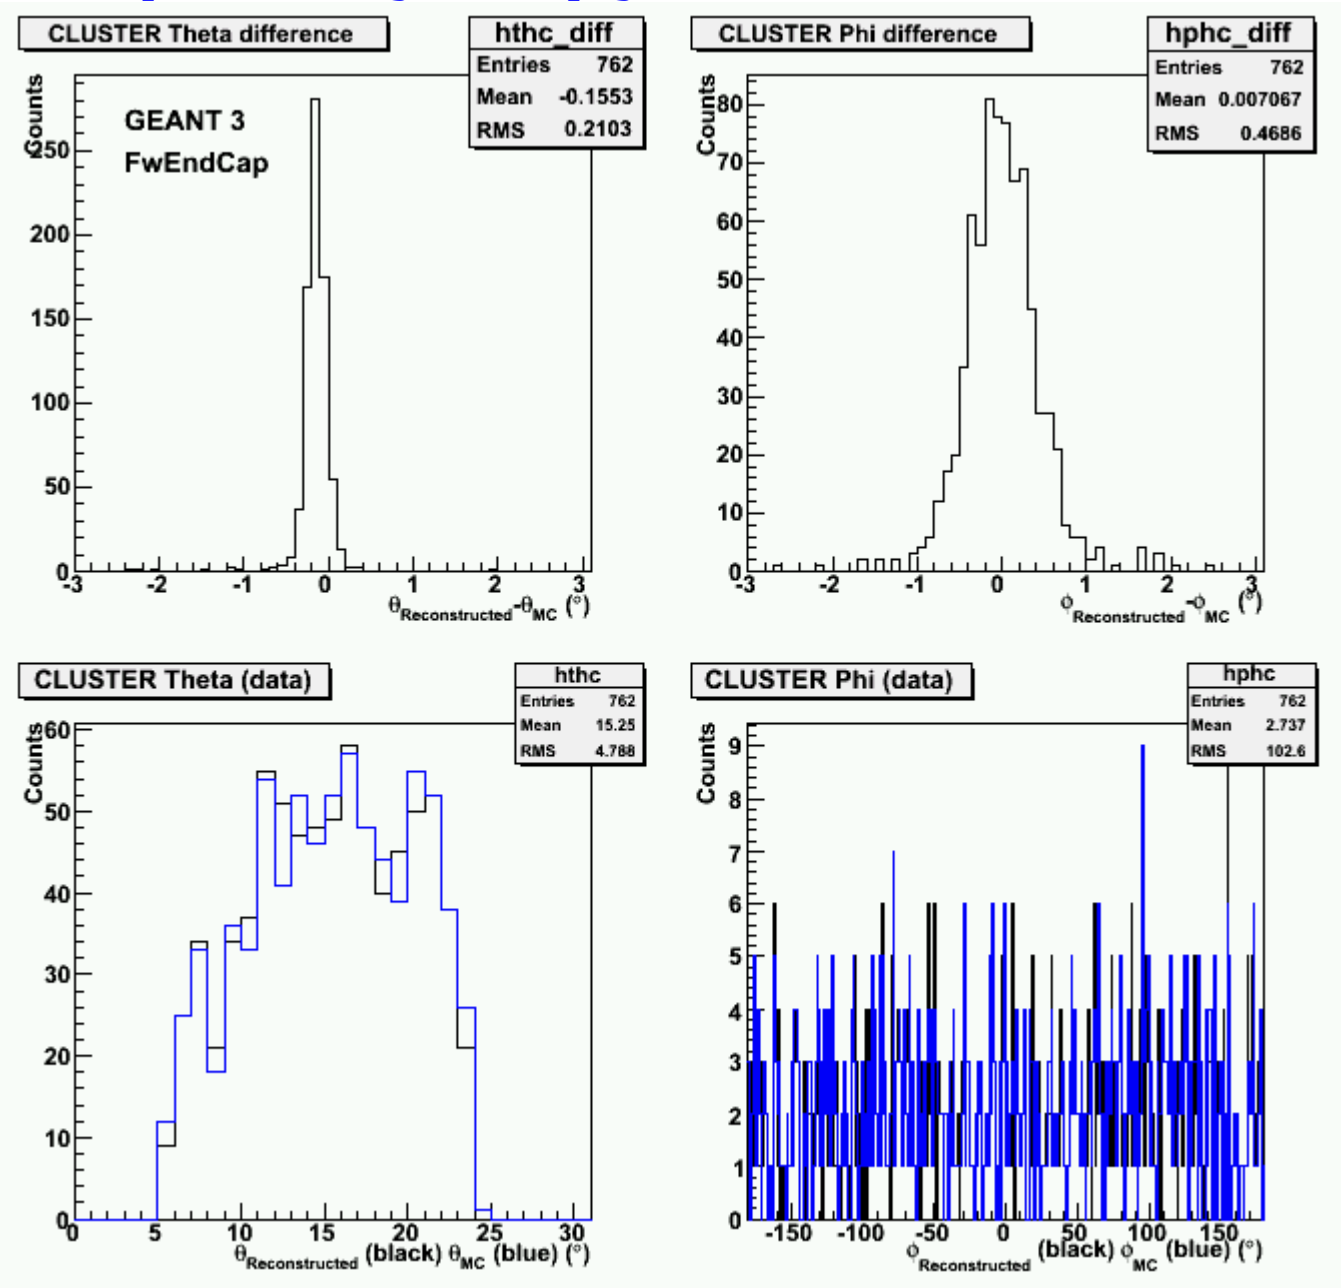 CLUSTER Theta difference
hthc_diff
Entries 762
Mean -0.1553
RMS 0.2103
Counts
GEANT 3
FwEndCap
250
200
150
100
50
0
-3 -2 -1 0 1 2 3
θReconstructed-θMC (°)
CLUSTER Phi difference
hphc_diff
Entries 762
Mean 0.007067
RMS 0.4686
Counts
80
70
60
50
40
30
20
10
0
-3 -2 -1 0 1 2 3
ϕReconstructed-ϕMC (°)
CLUSTER Theta (data)
hthc
Entries 762
Mean 15.25
RMS 4.788
Counts
60
50
40
30
20
10
0
0 5 10 15 20 25 30
θReconstructed (black) θMC (blue) (°)
CLUSTER Phi (data)
hphc
Entries 762
Mean 2.737
RMS 102.6
Counts
9
8
7
6
5
4
3
2
1
0
-150 -100 -50 0 50 100 150
ϕReconstructed (black) ϕMC (blue) (°)